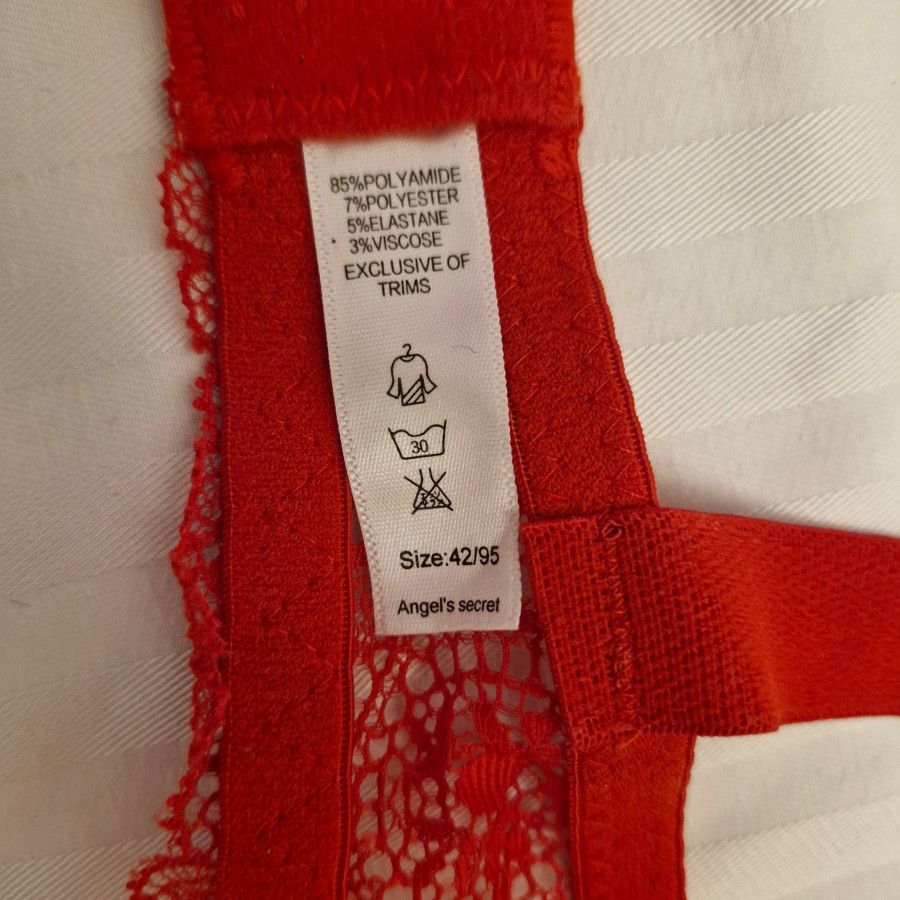 85%POLYAMIDE
7%POLYESTER
5%ELASTANE
3%VISCOSE
EXCLUSIVE OF
TRIMS
30
Size:42/95
Angel's secret